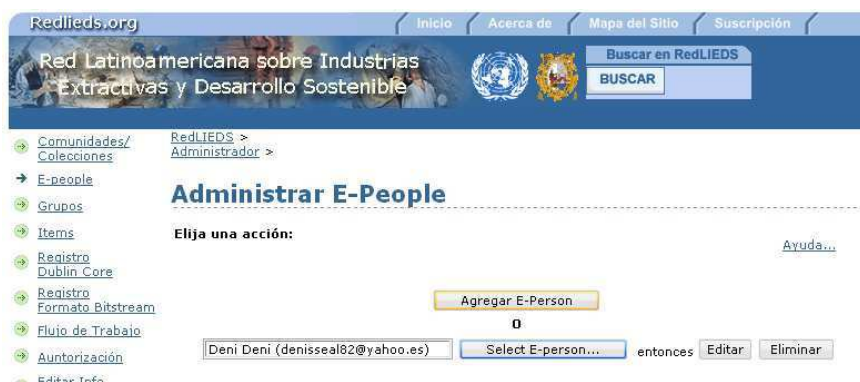 Redlieds.org
Inicio
Acerca de
Mapa del Sitio
Suscripción
Red Latinoamericana sobre Industrias
Extractivas y Desarrollo Sostenible
Buscar en RedLIEDS
BUSCAR
Comunidades/
Colecciones
E-people
Grupos
Items
Registro
Dublin Core
Registro
Formato Bitstream
Flujo de Trabajo
Auntorización
Editar Info
RedLIEDS >
Administrador >
Administrar E-People
Elija una acción:
Ayuda...
Agregar E-Person
O
Deni Deni (denisseal82@yahoo.es) Select E-person... entonces Editar Eliminar